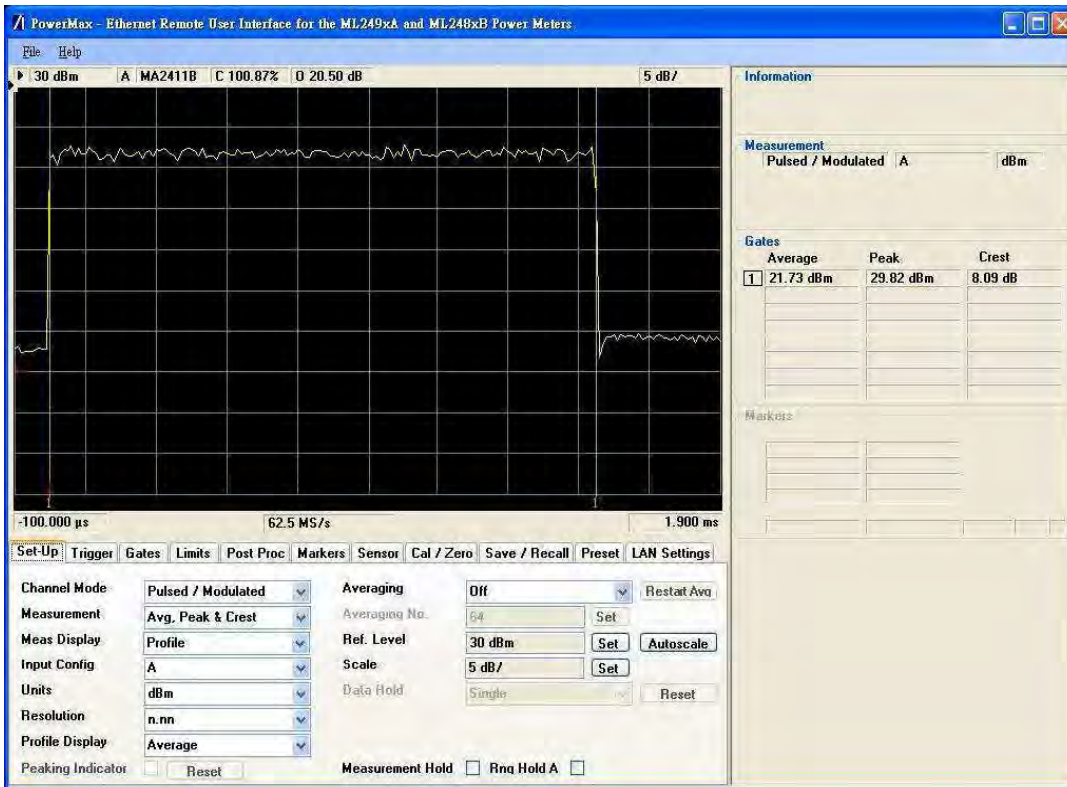 PowerMax - Ethernet Remote User Interface for the ML249xA and ML248xB Power Meters
File Help
30 dBm A MA2411B C 100.87% O 20.50 dB 5 dB/
1 1
-100.000 µs 62.5 MS/s 1.900 ms
Information
Measurement
Pulsed / Modulated A dBm
Gates
Average Peak Crest
1 21.73 dBm 29.82 dBm 8.09 dB
Markers
Set-Up Trigger Gates Limits Post Proc Markers Sensor Cal / Zero Save / Recall Preset LAN Settings
Channel Mode Pulsed / Modulated Averaging Off Restart Avg
Measurement Avg, Peak & Crest Averaging No. 64 Set
Meas Display Profile Ref. Level 30 dBm Set Autoscale
Input Config A Scale 5 dB/ Set
Units dBm Data Hold Single Reset
Resolution n.nn
Profile Display Average
Peaking Indicator Reset Measurement Hold Rng Hold A